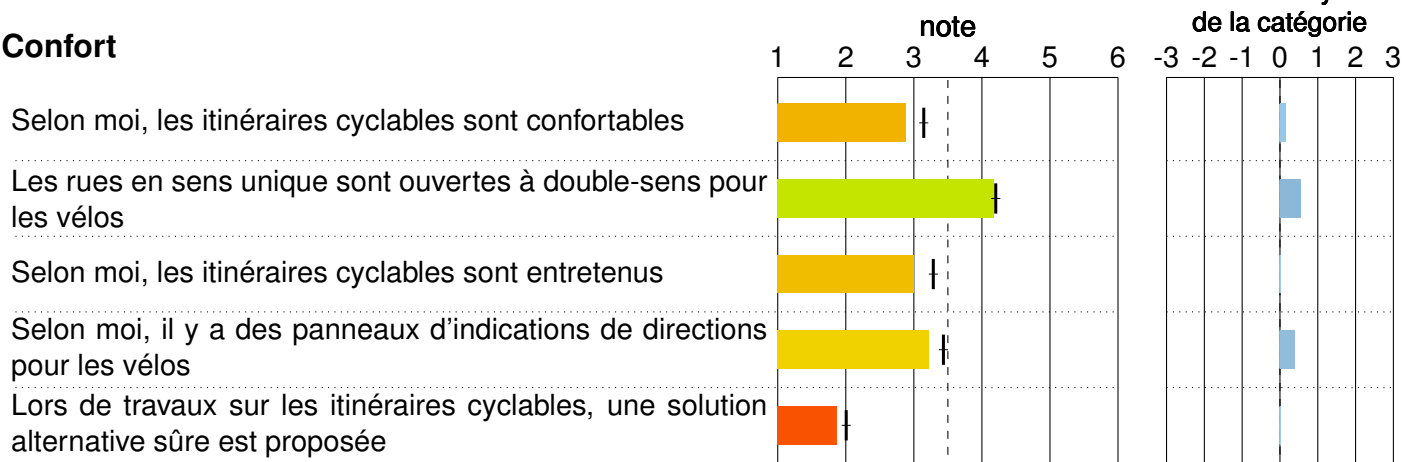 note
de la catégorie
Confort
1 2 3 4 5 6
-3 -2 -1 0 1 2 3
Selon moi, les itinéraires cyclables sont confortables
Les rues en sens unique sont ouvertes à double-sens pour
les vélos
Selon moi, les itinéraires cyclables sont entretenus
Selon moi, il y a des panneaux d'indications de directions
pour les vélos
Lors de travaux sur les itinéraires cyclables, une solution
alternative sûre est proposée